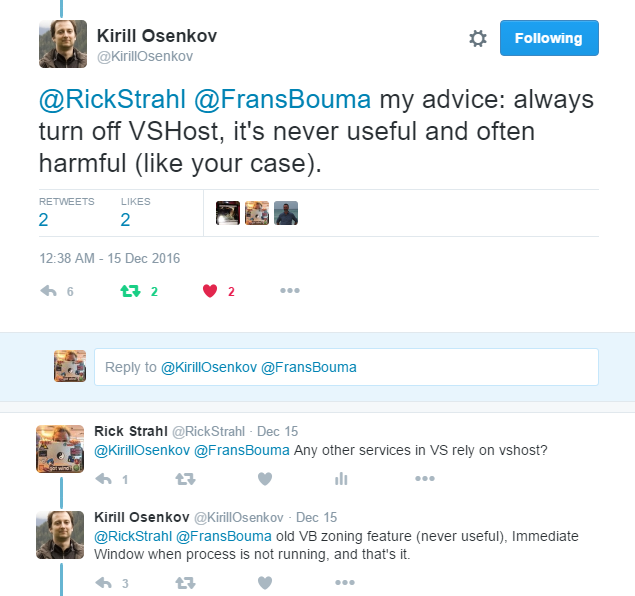 Kirill Osenkov
@KirillOsenkov
Following
@RickStrahl @FransBouma my advice: always
turn off VSHost, it's never useful and often
harmful (like your case).
RETWEETS LIKES
2 2
12:38 AM - 15 Dec 2016
6 2 2
Reply to @KirillOsenkov @FransBouma
Rick Strahl @RickStrahl · Dec 15
@KirillOsenkov @FransBouma Any other services in VS rely on vshost?
1
Kirill Osenkov @KirillOsenkov · Dec 15
@RickStrahl @FransBouma old VB zoning feature (never useful), Immediate
Window when process is not running, and that's it.
3